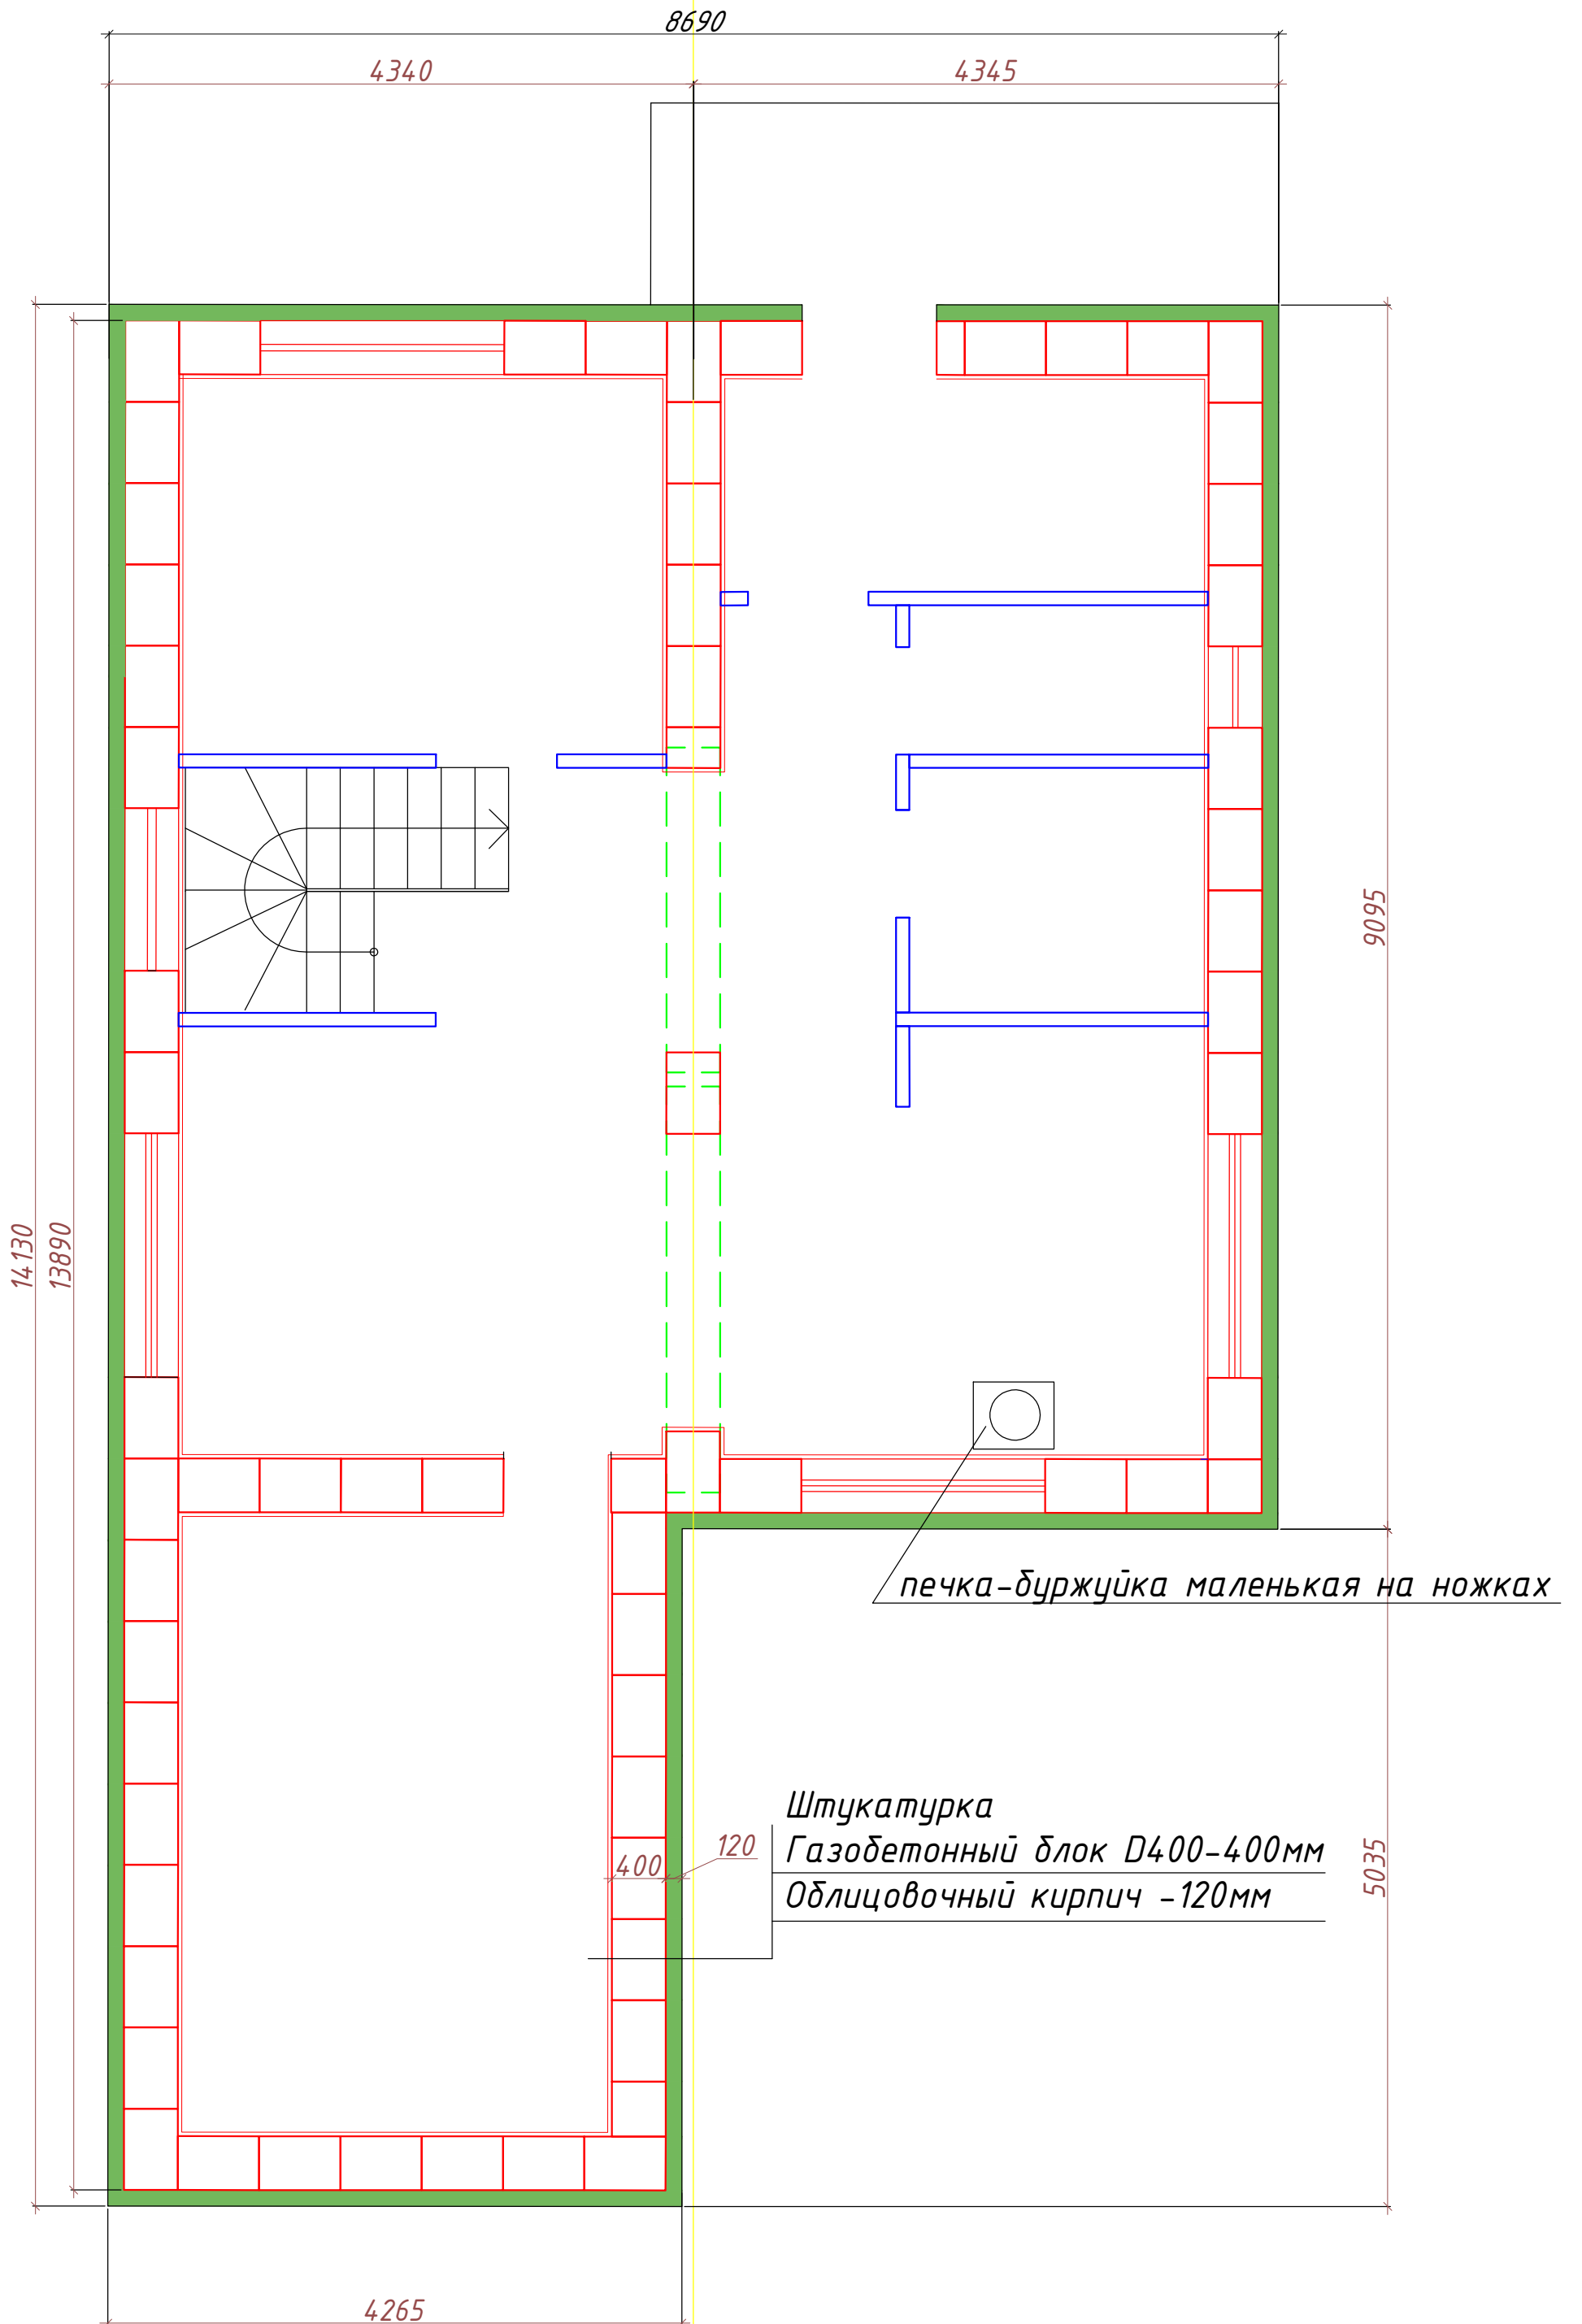 8690
4340
4345
9095
14130
13890
печка-буржуйка маленькая на ножках
Штукатурка
Газобетонный блок D400-400мм
Облицовочный кирпич -120мм
120
400
5035
4265